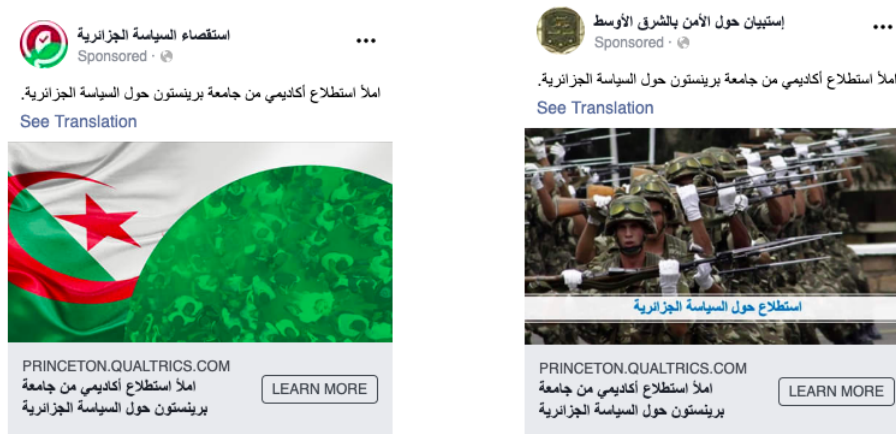 استقصاء السياسة الجزائرية
Sponsored ·
املأ استطلاع أكاديمي من جامعة برينستون حول السياسة الجزائرية.
See Translation
PRINCETON.QUALTRICS.COM
املأ استطلاع أكاديمي من جامعة
برينستون حول السياسة الجزائرية
LEARN MORE
إستبيان حول الأمن بالشرق الأوسط
Sponsored ·
املأ استطلاع أكاديمي من جامعة برينستون حول السياسة الجزائرية.
See Translation
استطلاع حول السياسة الجزائرية
PRINCETON.QUALTRICS.COM
املأ استطلاع أكاديمي من جامعة
برينستون حول السياسة الجزائرية
LEARN MORE